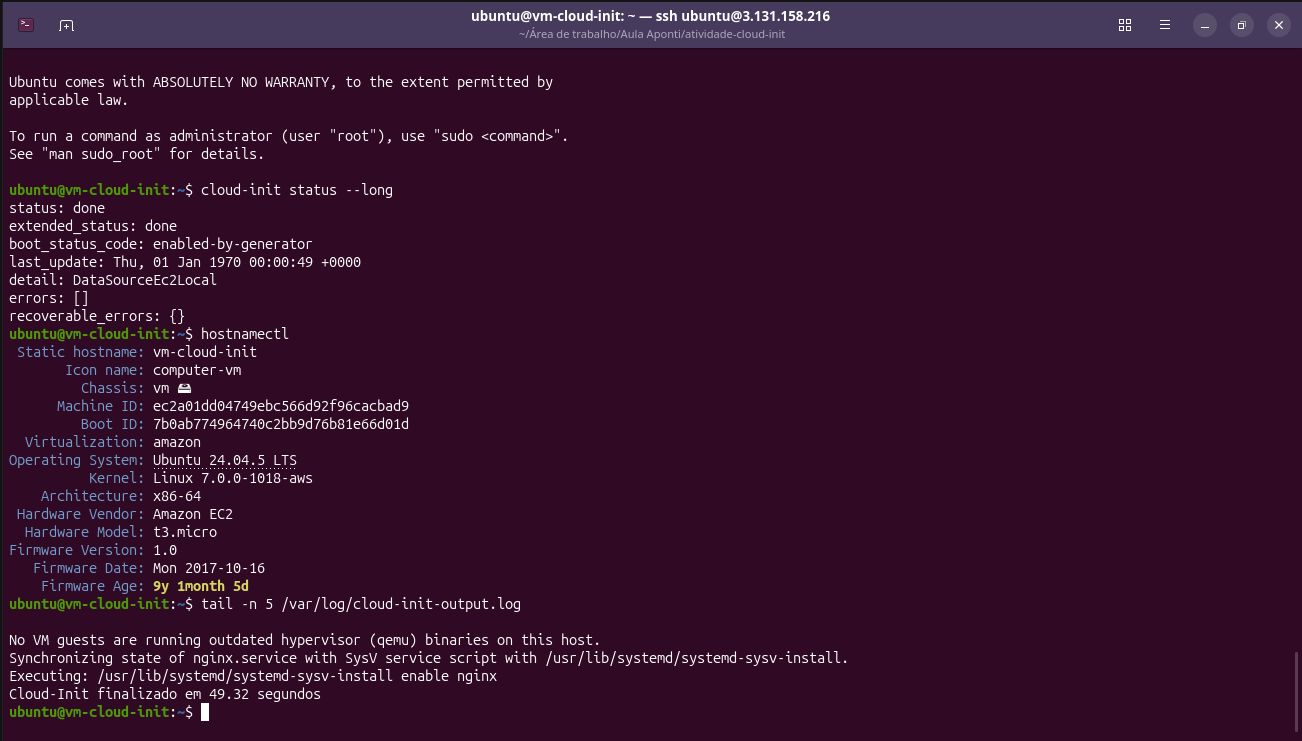 ubuntu@vm-cloud-init: ~ — ssh ubuntu@3.131.158.216
~/Área de trabalho/Aula Aponti/atividade-cloud-init
Ubuntu comes with ABSOLUTELY NO WARRANTY, to the extent permitted by
applicable law.
To run a command as administrator (user "root"), use "sudo <command>".
See "man sudo_root" for details.
ubuntu@vm-cloud-init:~$ cloud-init status --long
status: done
extended_status: done
boot_status_code: enabled-by-generator
last_update: Thu, 01 Jan 1970 00:00:49 +0000
detail: DataSourceEc2Local
errors: []
recoverable_errors: {}
ubuntu@vm-cloud-init:~$ hostnamectl
Static hostname: vm-cloud-init
Icon name: computer-vm
Chassis: vm 🖴
Machine ID: ec2a01dd04749ebc566d92f96cacbad9
Boot ID: 7b0ab774964740c2bb9d76b81e66d01d
Virtualization: amazon
Operating System: Ubuntu 24.04.5 LTS
Kernel: Linux 7.0.0-1018-aws
Architecture: x86-64
Hardware Vendor: Amazon EC2
Hardware Model: t3.micro
Firmware Version: 1.0
Firmware Date: Mon 2017-10-16
Firmware Age: 9y 1month 5d
ubuntu@vm-cloud-init:~$ tail -n 5 /var/log/cloud-init-output.log
No VM guests are running outdated hypervisor (qemu) binaries on this host.
Synchronizing state of nginx.service with SysV service script with /usr/lib/systemd/systemd-sysv-install.
Executing: /usr/lib/systemd/systemd-sysv-install enable nginx
Cloud-Init finalizado em 49.32 segundos
ubuntu@vm-cloud-init:~$